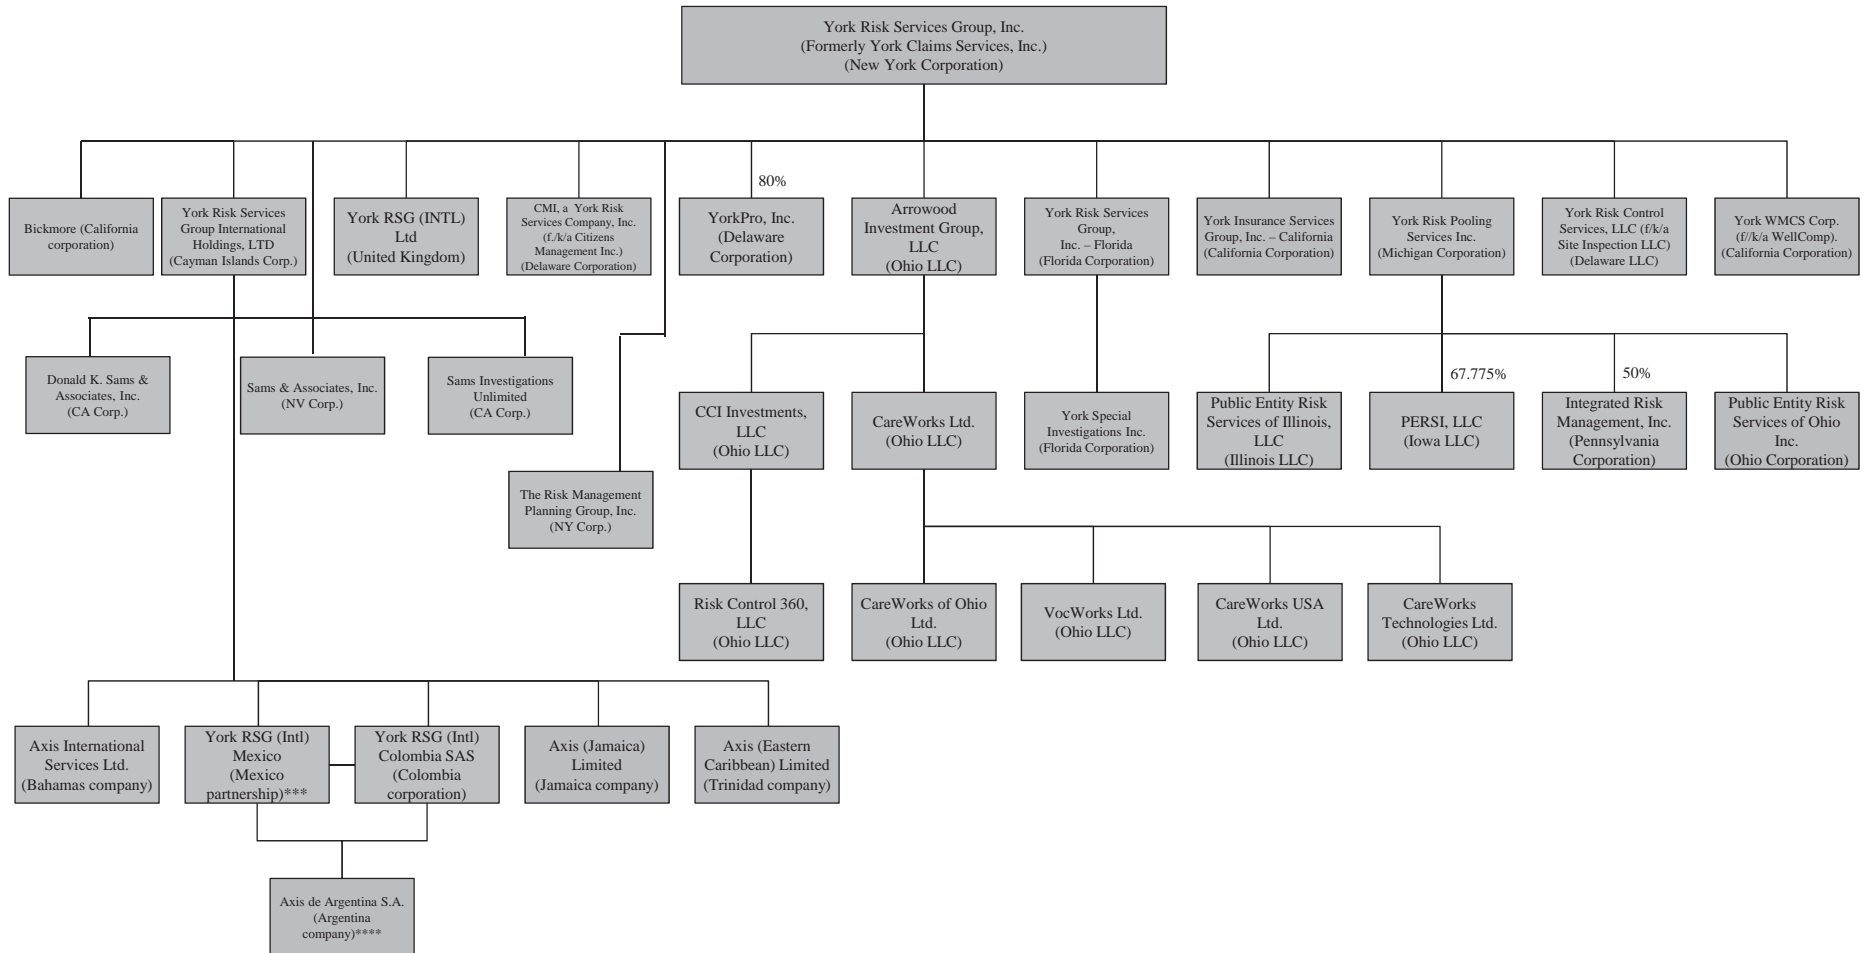 York Risk Services Group, Inc.
(Formerly York Claims Services, Inc.)
(New York Corporation)
80%
Bickmore (California
corporation)
York Risk Services
Group International
Holdings, LTD
(Cayman Islands Corp.)
York RSG (INTL)
Ltd
(United Kingdom)
CMI, a York Risk
Services Company, Inc.
(f./k/a Citizens
Management Inc.)
(Delaware Corporation)
YorkPro, Inc.
(Delaware
Corporation)
Arrowood
Investment Group,
LLC
(Ohio LLC)
York Risk Services
Group,
Inc. – Florida
(Florida Corporation)
York Insurance Services
Group, Inc. – California
(California Corporation)
York Risk Pooling
Services Inc.
(Michigan Corporation)
York Risk Control
Services, LLC (f/k/a
Site Inspection LLC)
(Delaware LLC)
York WMCS Corp.
(f//k/a WellComp).
(California Corporation)
Donald K. Sams &
Associates, Inc.
(CA Corp.)
Sams & Associates, Inc.
(NV Corp.)
Sams Investigations
Unlimited
(CA Corp.)
67.775%
50%
CCI Investments,
LLC
(Ohio LLC)
CareWorks Ltd.
(Ohio LLC)
York Special
Investigations Inc.
(Florida Corporation)
Public Entity Risk
Services of Illinois,
LLC
(Illinois LLC)
PERSI, LLC
(Iowa LLC)
Integrated Risk
Management, Inc.
(Pennsylvania
Corporation)
Public Entity Risk
Services of Ohio
Inc.
(Ohio Corporation)
The Risk Management
Planning Group, Inc.
(NY Corp.)
Risk Control 360,
LLC
(Ohio LLC)
CareWorks of Ohio
Ltd.
(Ohio LLC)
VocWorks Ltd.
(Ohio LLC)
CareWorks USA
Ltd.
(Ohio LLC)
CareWorks
Technologies Ltd.
(Ohio LLC)
Axis International
Services Ltd.
(Bahamas company)
York RSG (Intl)
Mexico
(Mexico
partnership)***
York RSG (Intl)
Colombia SAS
(Colombia
corporation)
Axis (Jamaica)
Limited
(Jamaica company)
Axis (Eastern
Caribbean) Limited
(Trinidad company)
Axis de Argentina S.A.
(Argentina
company)****